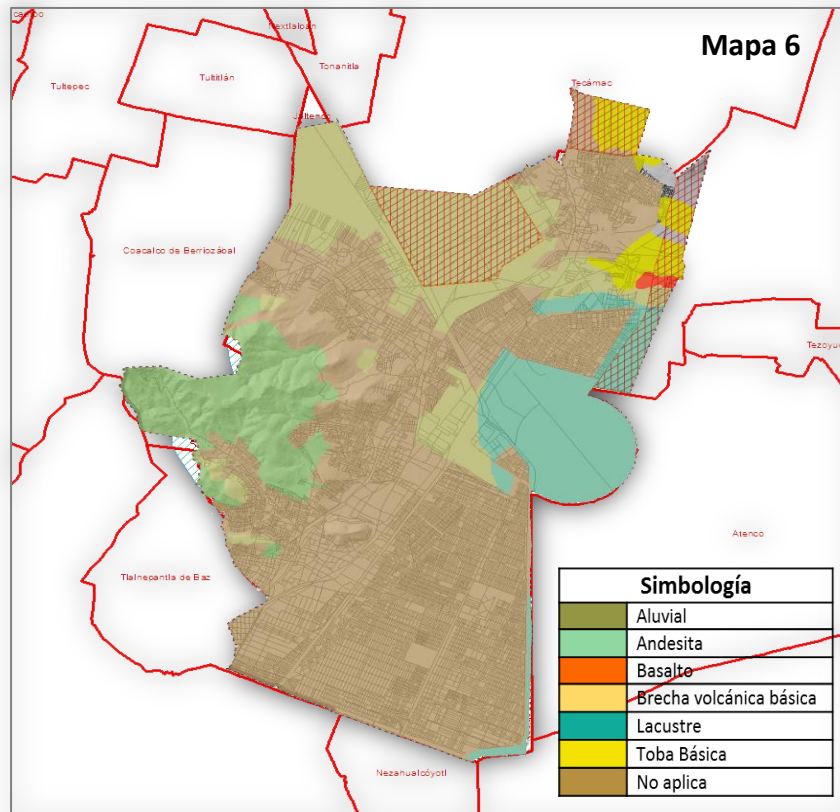 Mapa 6
Nextlalpan
Tonanitla
Tultitlán
Tultepec
Tecámac
Jaltenco
Coacalco de Berriozábal
Tezoyuc
Atenco
Tlalnepantla de Baz
Nezahualcóyotl
Simbología
Aluvial
Andesita
Basalto
Brecha volcánica básica
Lacustre
Toba Básica
No aplica